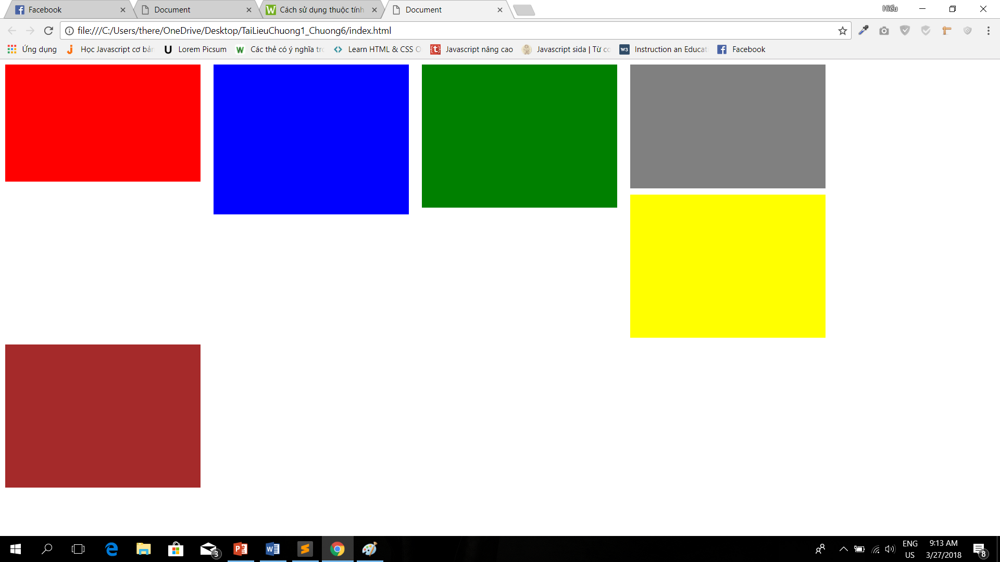 Facebook
Document
Cách sử dụng thuộc tính
Document
Hiếu
file:///C:/Users/there/OneDrive/Desktop/TaiLieuChuong1_Chuong6/index.html
Ứng dụng
Học Javascript cơ bản
Lorem Picsum
Các thẻ có ý nghĩa tro
Learn HTML & CSS O
Javascript nâng cao
Javascript sida | Từ co
Instruction an Educat
Facebook
3
ENG
US
9:13 AM
3/27/2018
8